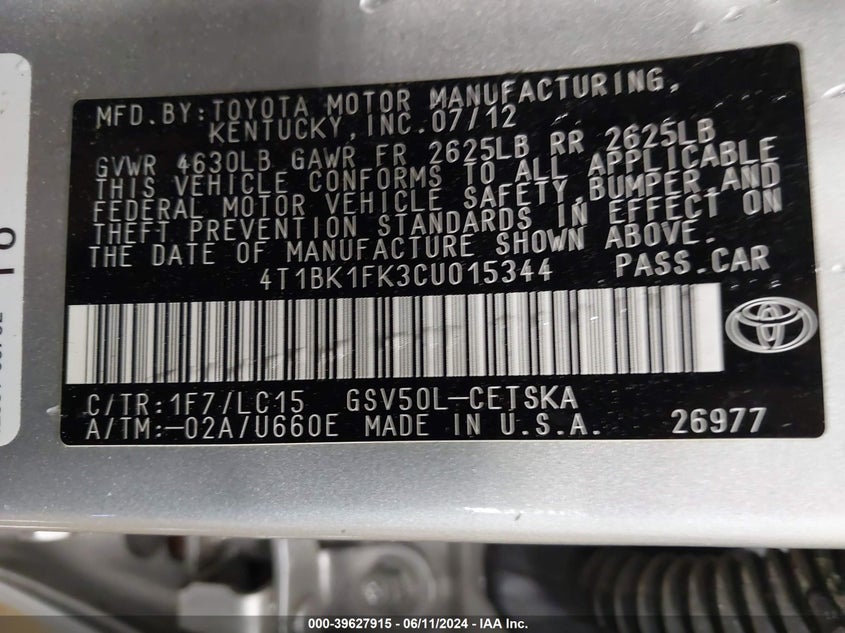 MFD.BY:TOYOTA MOTOR MANUFACTURING,
KENTUCKY,INC.07/12
GVWR 4630LB GAWR FR 2625LB RR 2625LB
THIS VEHICLE CONFORMS TO ALL APPLICABLE
FEDERAL MOTOR VEHICLE SAFETY,BUMPER,AND
THEFT PREVENTION STANDARDS IN EFFECT ON
THE DATE OF MANUFACTURE SHOWN ABOVE.
4T1BK1FK3CU015344 PASS.CAR
C/TR:1F7/LC15 GSV50L-CETSKA
A/TM:-02A/U660E MADE IN U.S.A. 26977
000-39627915 - 06/11/2024 - IAA Inc.